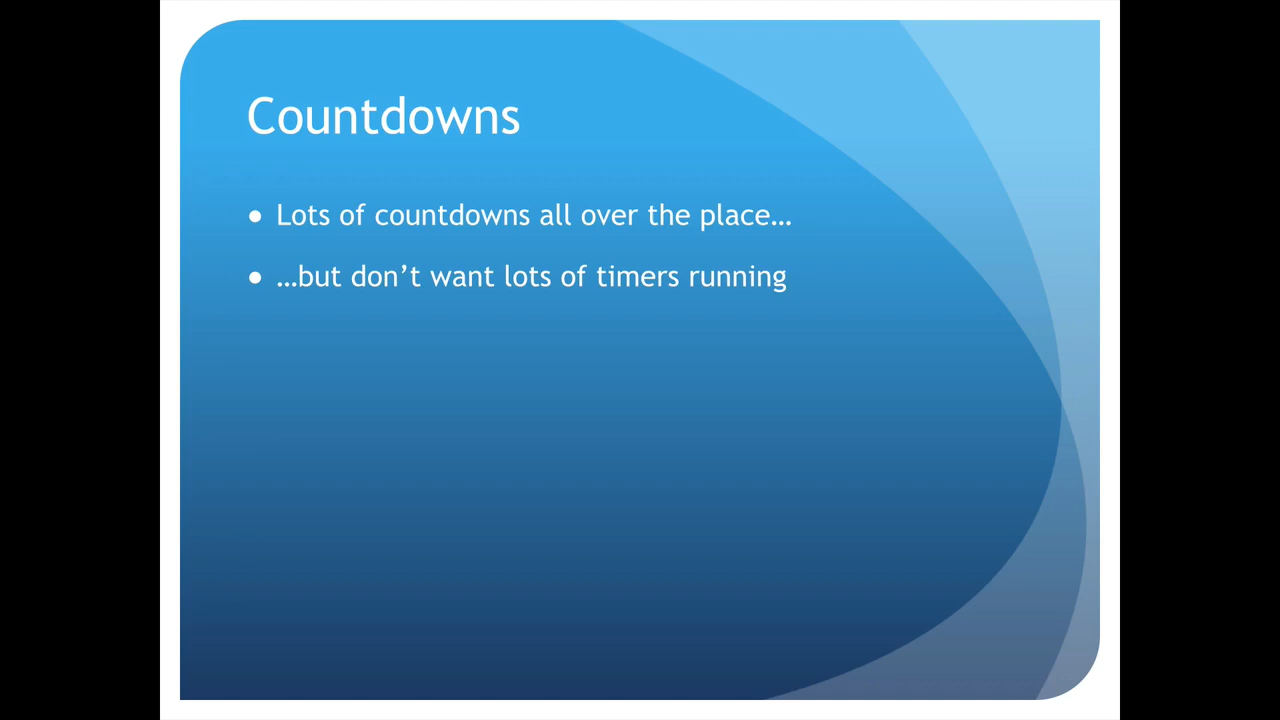 Countdowns
● Lots of countdowns all over the place…
● …but don’t want lots of timers running